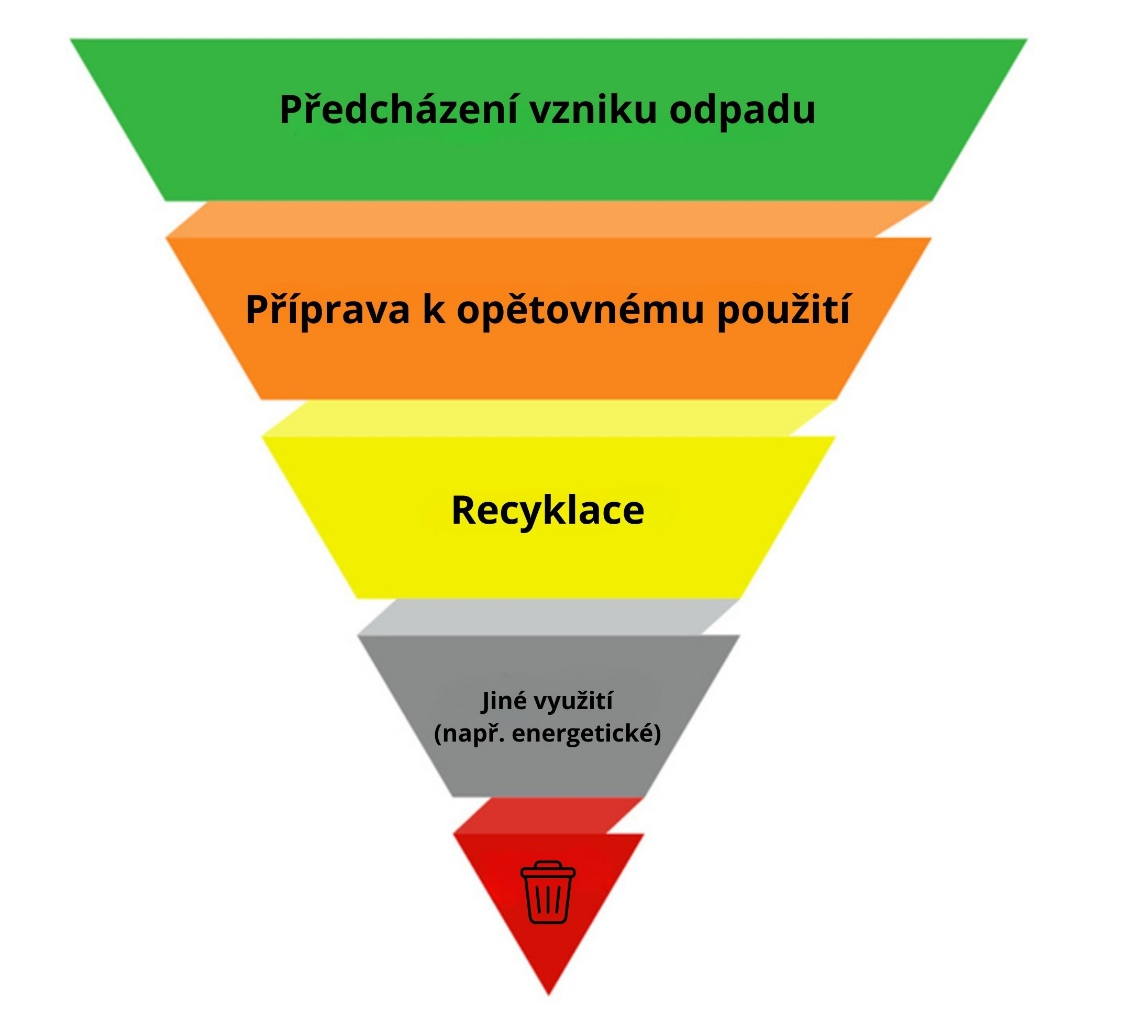 Předcházení vzniku odpadu
Příprava k opětovnému použití
Recyklace
Jiné využití
(např. energetické)